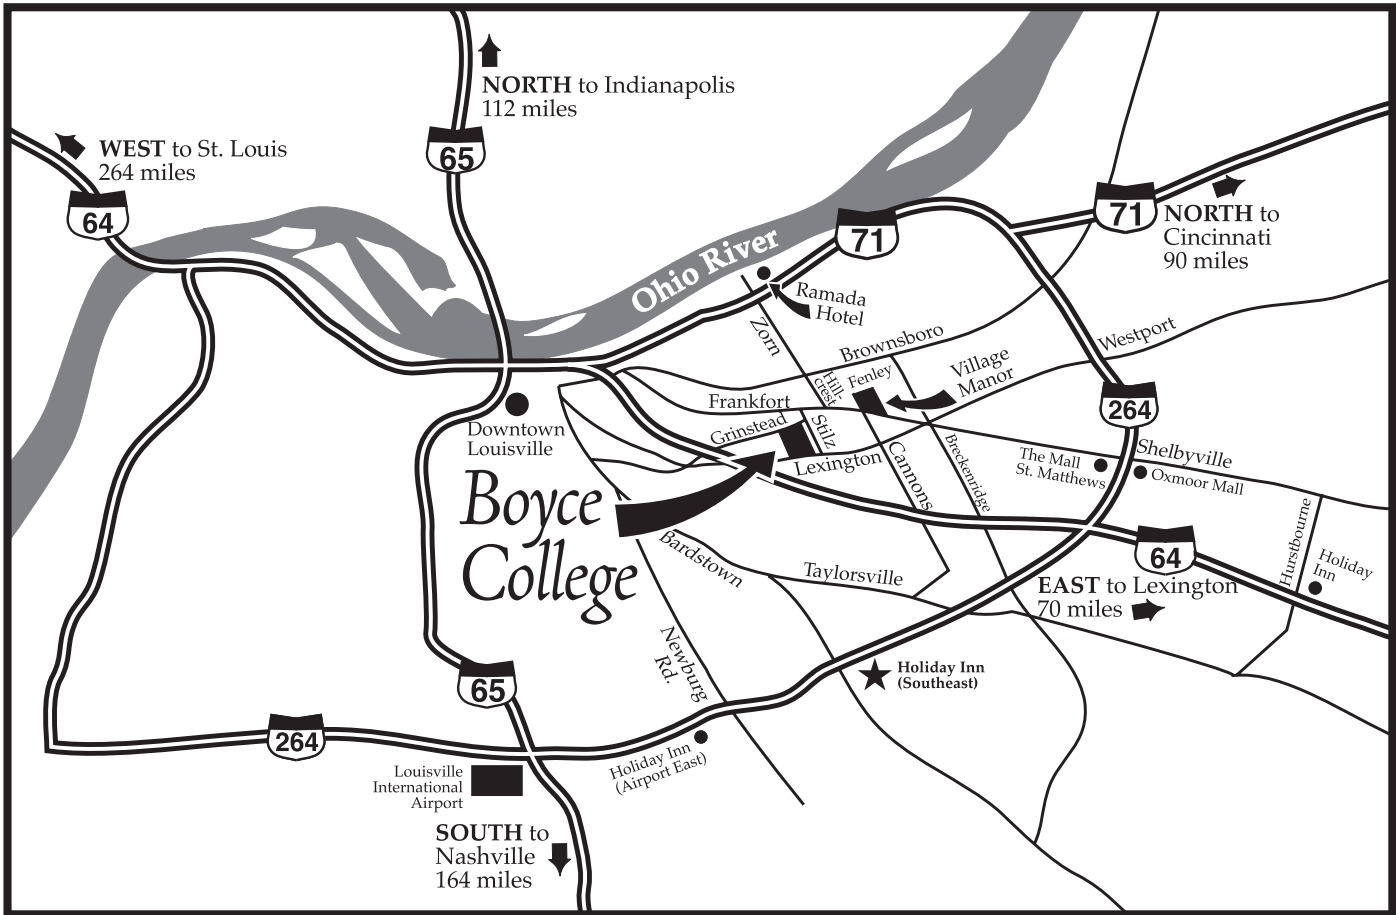 NORTH to Indianapolis
112 miles
WEST to St. Louis
264 miles
65
64
71
71
NORTH to
Cincinnati
90 miles
Ohio River
Ramada
Hotel
Zorn
Brownsboro
Westport
Village
Manor
Hill-
crest
Fenley
Frankfort
264
Grinstead
Stilz
Downtown
Louisville
Lexington
Cannons
Breckenridge
The Mall
St. Matthews
Shelbyville
Oxmoor Mall
Boyce
College
Hurstbourne
64
Holiday
Inn
Bardstown
Taylorsville
EAST to Lexington
70 miles
Newburg
Rd.
Holiday Inn
(Southeast)
65
264
Holiday Inn
(Airport East)
Louisville
International
Airport
SOUTH to
Nashville
164 miles